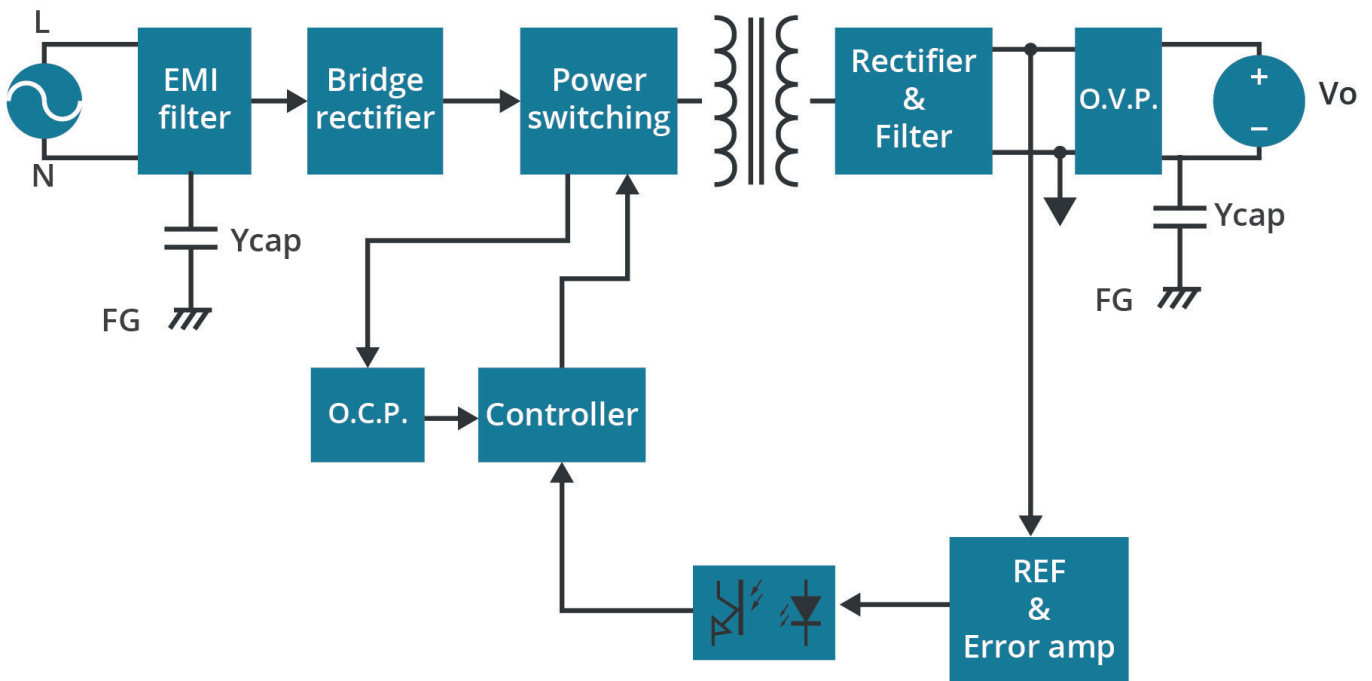 L
N
EMI
filter
Bridge
rectifier
Power
switching
Rectifier
&
Filter
O.V.P.
+
−
Vo
Ycap
FG
Ycap
FG
O.C.P.
Controller
REF
&
Error amp